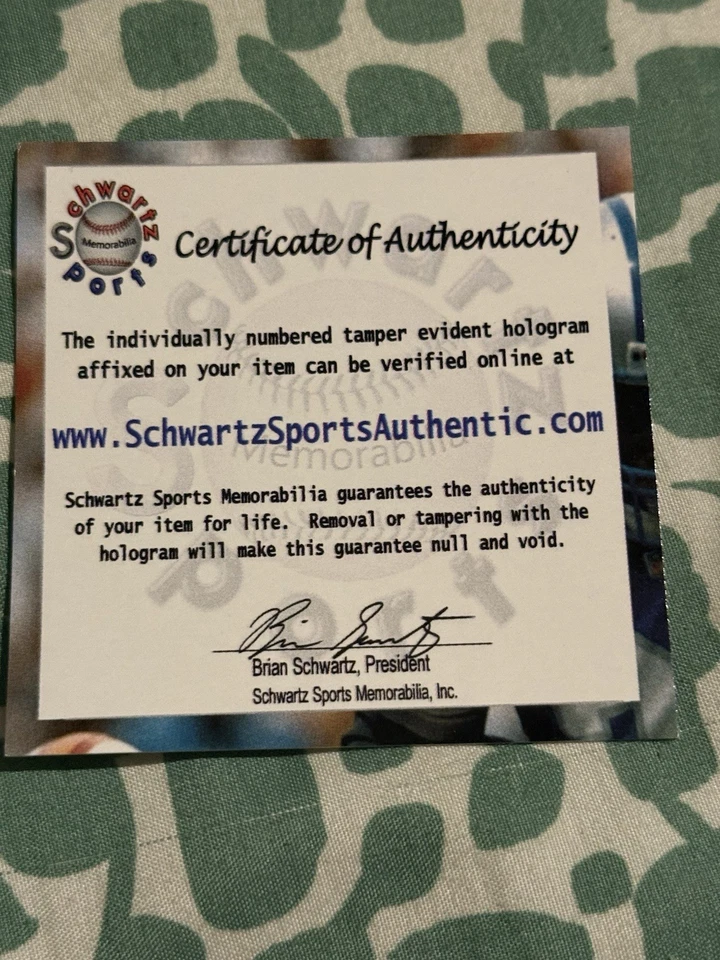 Schwartz
Sports
Memorabilia
Certificate of Authenticity
The individually numbered tamper evident hologram
affixed on your item can be verified online at
www.SchwartzSportsAuthentic.com
Memorabilia
Schwartz Sports Memorabilia guarantees the authenticity
of your item for life. Removal or tampering with the
hologram will make this guarantee null and void.
Brian Schwartz, President
Schwartz Sports Memorabilia, Inc.